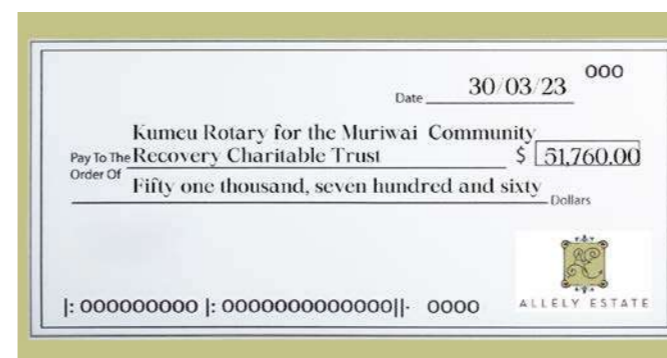 000
Date 30/03/23
Kumeu Rotary for the Muriwai Community
Pay To The Recovery Charitable Trust $ 51,760.00
Order Of
Fifty one thousand, seven hundred and sixty
Dollars
ALLELY ESTATE
|: 000000000 |: 0000000000000||· 0000